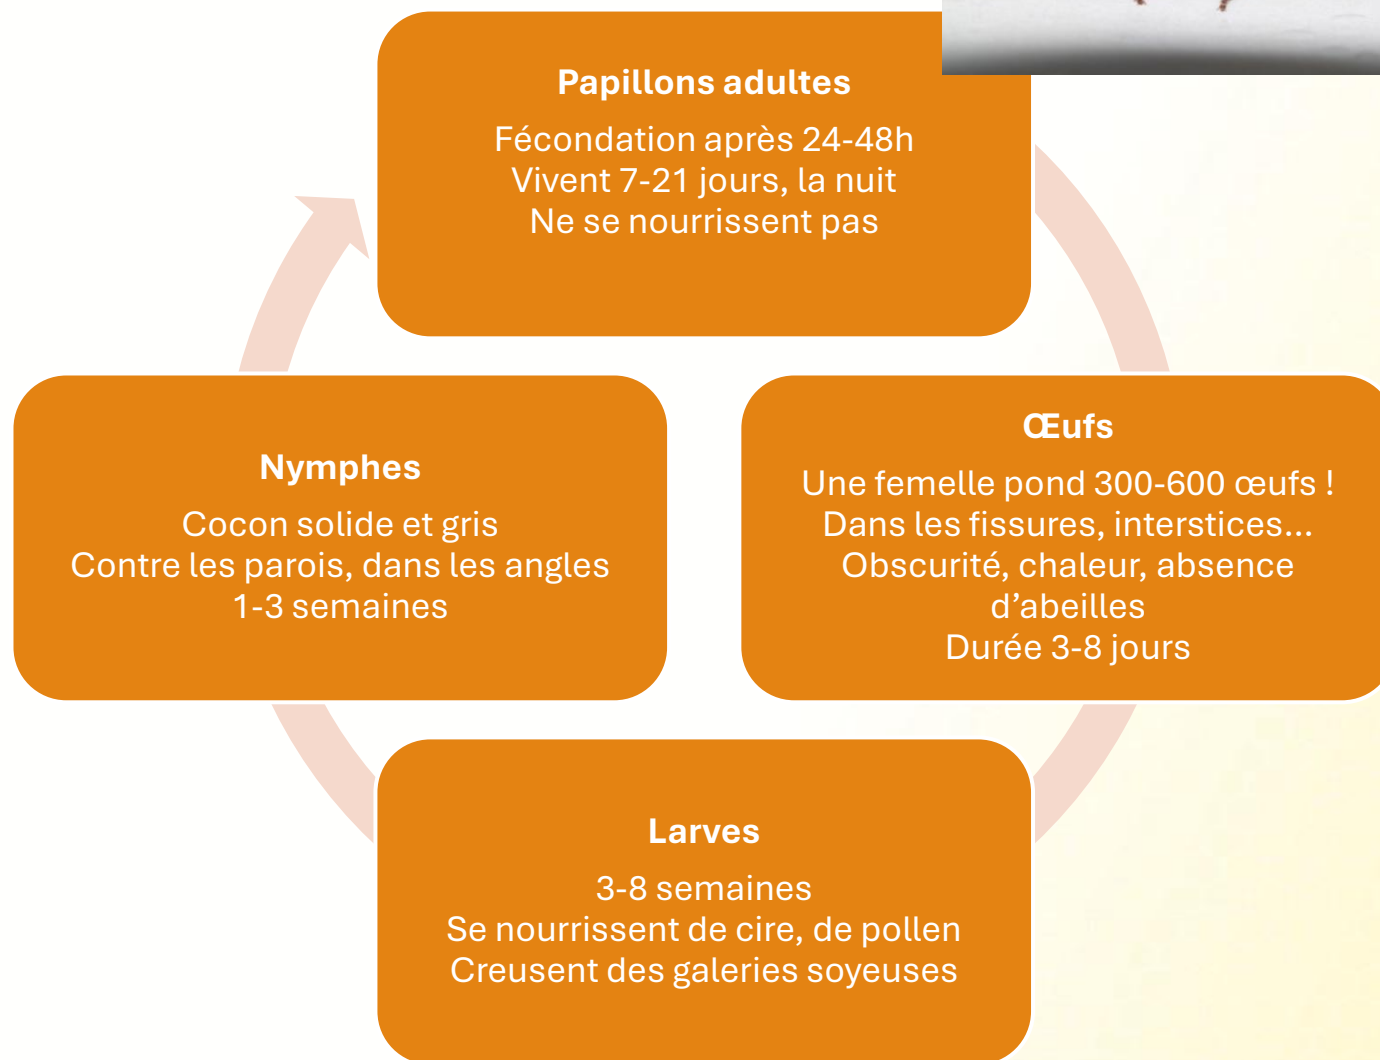 Papillons adultes
Fécondation après 24-48h
Vivent 7-21 jours, la nuit
Ne se nourrissent pas
Œufs
Une femelle pond 300-600 œufs !
Dans les fissures, interstices...
Obscurité, chaleur, absence
d’abeilles
Durée 3-8 jours
Nymphes
Cocon solide et gris
Contre les parois, dans les angles
1-3 semaines
Larves
3-8 semaines
Se nourrissent de cire, de pollen
Creusent des galeries soyeuses